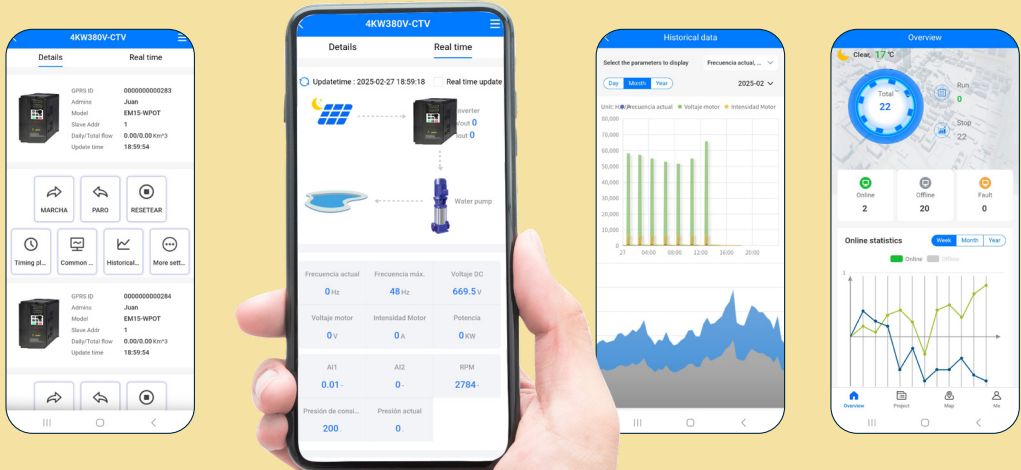 4KW380V-CTV
Details Real time
GPRS ID 0000000000283
Admins Juan
Model EM15-WPOT
Slave Addr 1
Daily/Total flow 0.00/0.00 Km^3
Update time 18:59:54
MARCHA PARO RESETEAR
Timing pl... Common ... Historical... More sett...
GPRS ID 0000000000284
Admins Juan
Model EM15-WPOT
Slave Addr 1
Daily/Total flow 0.00/0.00 Km^3
Update time 18:59:54
4KW380V-CTV
Details Real time
Updatetime : 2025-02-27 18:59:18 Real time update
Vout 0
Iout 0
Water pump
Frecuencia actual Frecuencia máx. Voltaje DC
0 Hz 48 Hz 669.5 V
Voltaje motor Intensidad Motor Potencia
0 V 0 A 0 KW
AI1 AI2 RPM
0.01 - 0 - 2784 -
Presión de consi... Presión actual
200 . 0 .
Historical data
Select the parameters to display Frecuencia actual, ...
Day Month Year 2025-02
Frecuencia actual Voltaje motor Intensidad Motor
80,000
70,000
60,000
50,000
40,000
30,000
20,000
10,000
0
27 04:00 08:00 12:00 16:00 20:00
Overview
Clear, 17 °C
Total
22
Run
0
Stop
22
Online Offline Fault
2 20 0
Online statistics Week Month Year
Online Offline
1
Overview Project Map Me